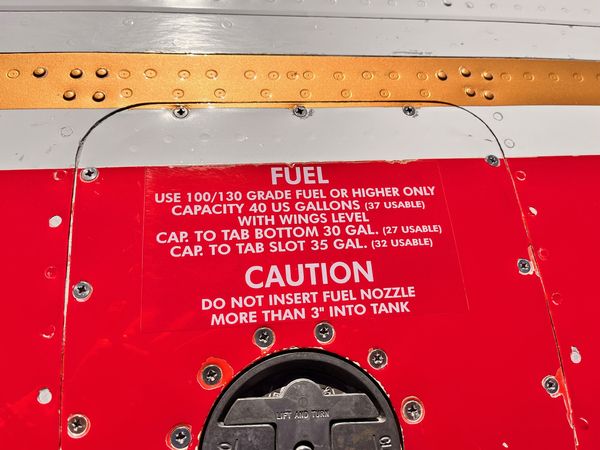 FUEL
USE 100/130 GRADE FUEL OR HIGHER ONLY
CAPACITY 40 US GALLONS (37 USABLE)
WITH WINGS LEVEL
CAP. TO TAB BOTTOM 30 GAL. (27 USABLE)
CAP. TO TAB SLOT 35 GAL. (32 USABLE)
CAUTION
DO NOT INSERT FUEL NOZZLE
MORE THAN 3" INTO TANK
LIFT AND TURN